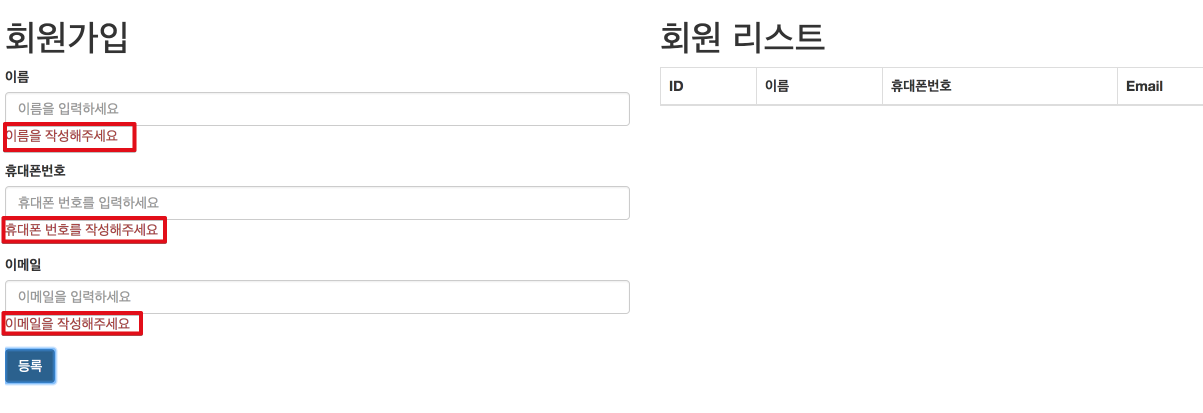 회원가입
이름
이름을 입력하세요
이름을 작성해주세요
휴대폰번호
휴대폰 번호를 입력하세요
휴대폰 번호를 작성해주세요
이메일
이메일을 입력하세요
이메일을 작성해주세요
등록
회원 리스트
ID 이름 휴대폰번호 Email